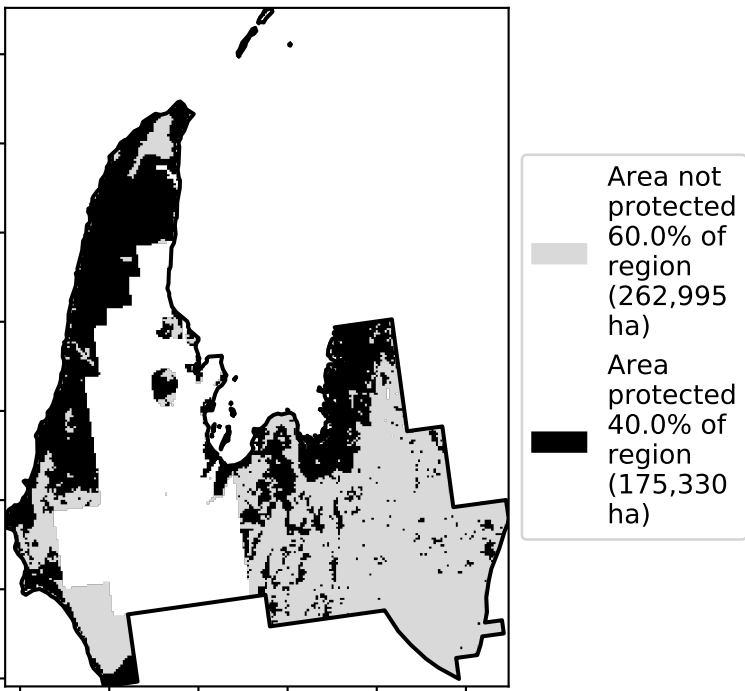 Area not
protected
60.0% of
region
(262,995
ha)
Area
protected
40.0% of
region
(175,330
ha)